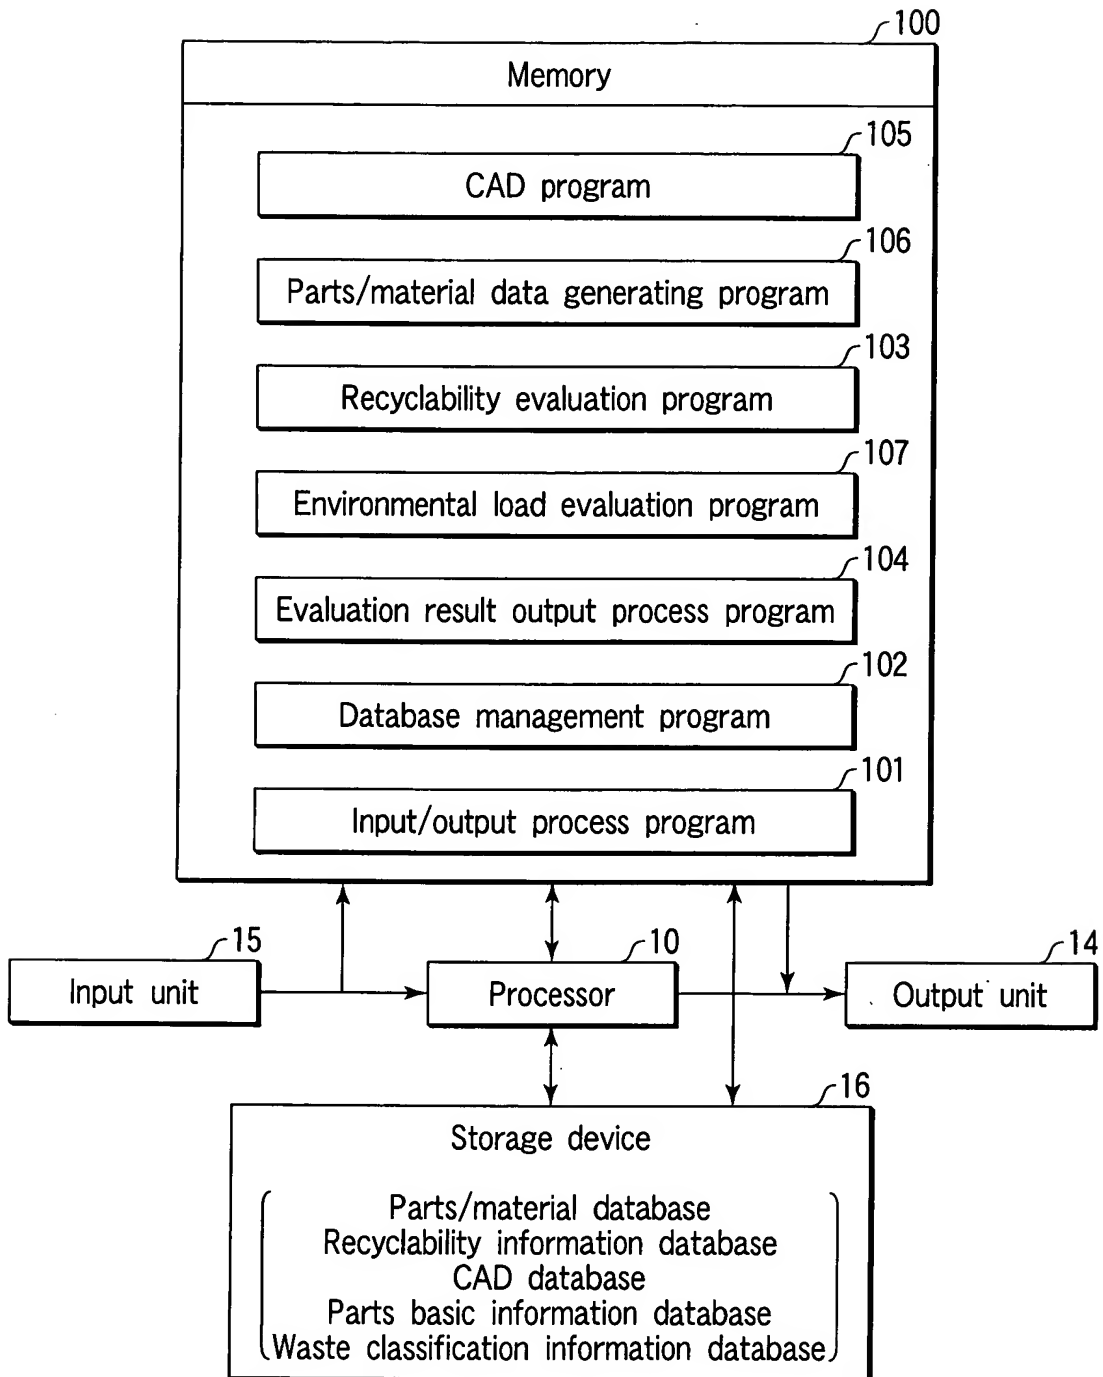 100
Memory
105
CAD program
106
Parts/material data generating program
103
Recyclability evaluation program
107
Environmental load evaluation program
104
Evaluation result output process program
102
Database management program
101
Input/output process program
15
Input unit
10
Processor
14
Output unit
16
Storage device
Parts/material database
Recyclability information database
CAD database
Parts basic information database
Waste classification information database